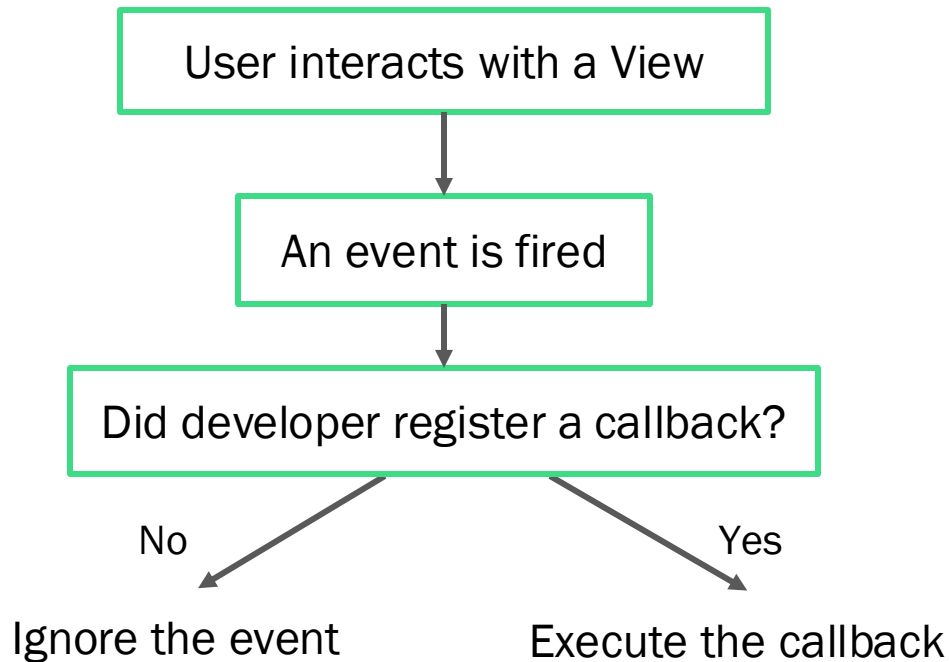 User interacts with a View
An event is fired
Did developer register a callback?
No
Yes
Ignore the event
Execute the callback